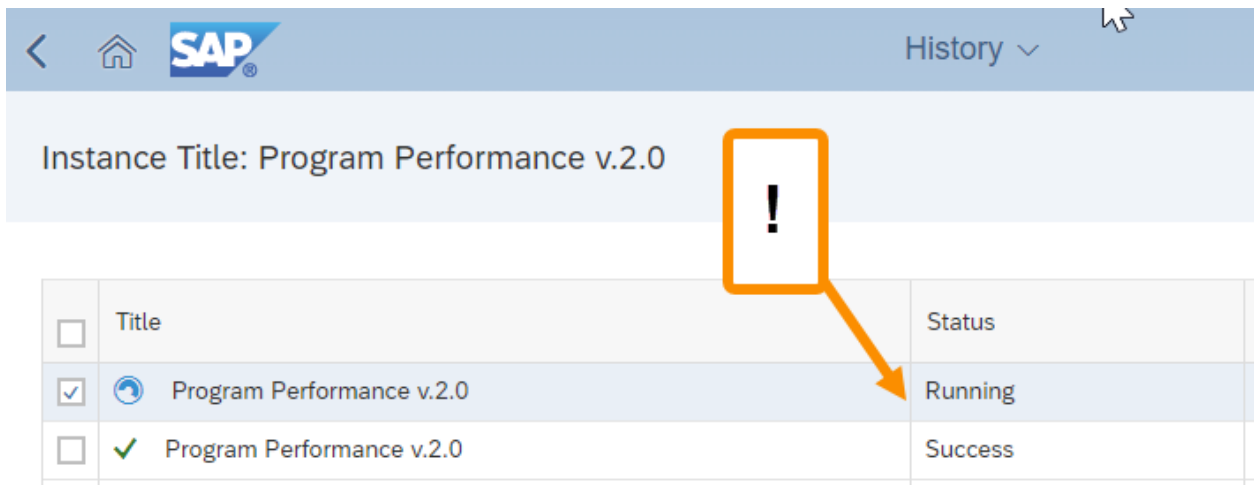 SAP® History
Instance Title: Program Performance v.2.0
!
Title Status
Program Performance v.2.0 Running
Program Performance v.2.0 Success